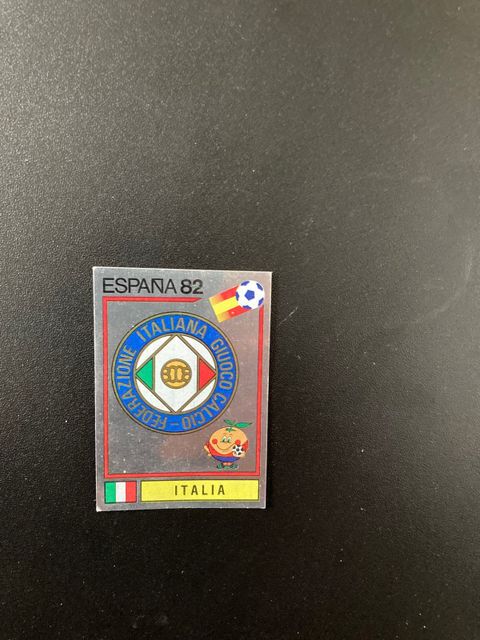 ESPAÑA 82
FEDERAZIONE ITALIANA GIUOCO CALCIO -
ITALIA